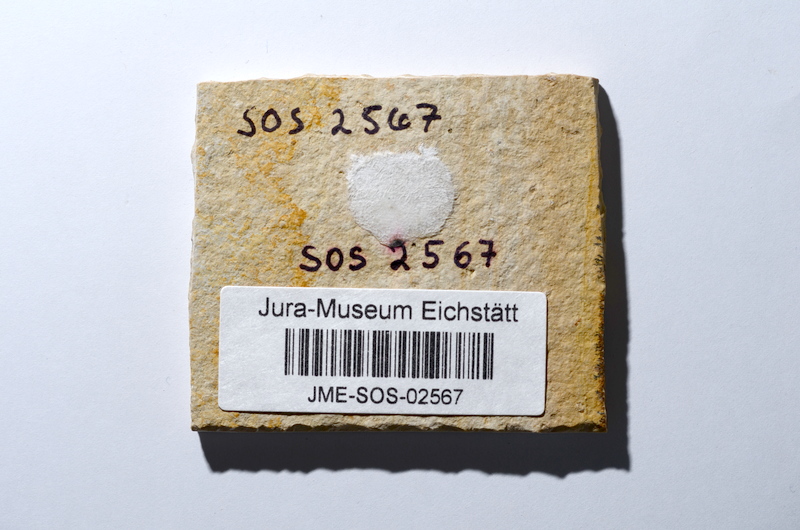 SOS 2567
SOS 2567
Jura-Museum Eichstätt
JME-SOS-02567